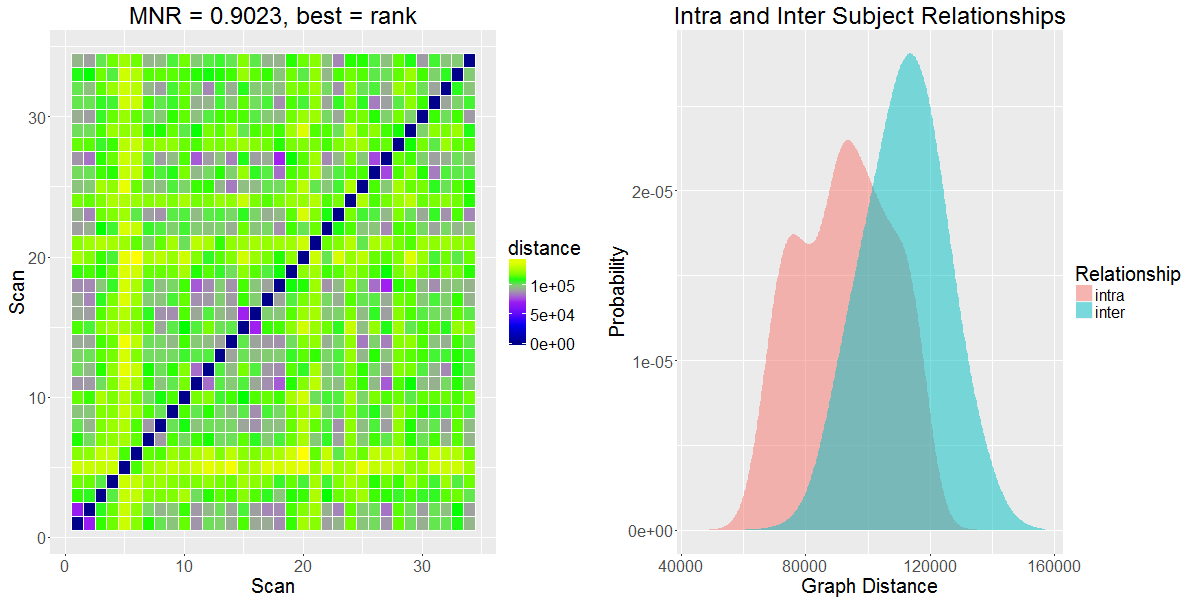 MNR = 0.9023, best = rank
Scan
30
20
10
0
0
10
20
30
Scan
distance
1e+05
5e+04
0e+00
Intra and Inter Subject Relationships
Probability
2e-05
1e-05
0e+00
40000
80000
120000
160000
Graph Distance
Relationship
intra
inter